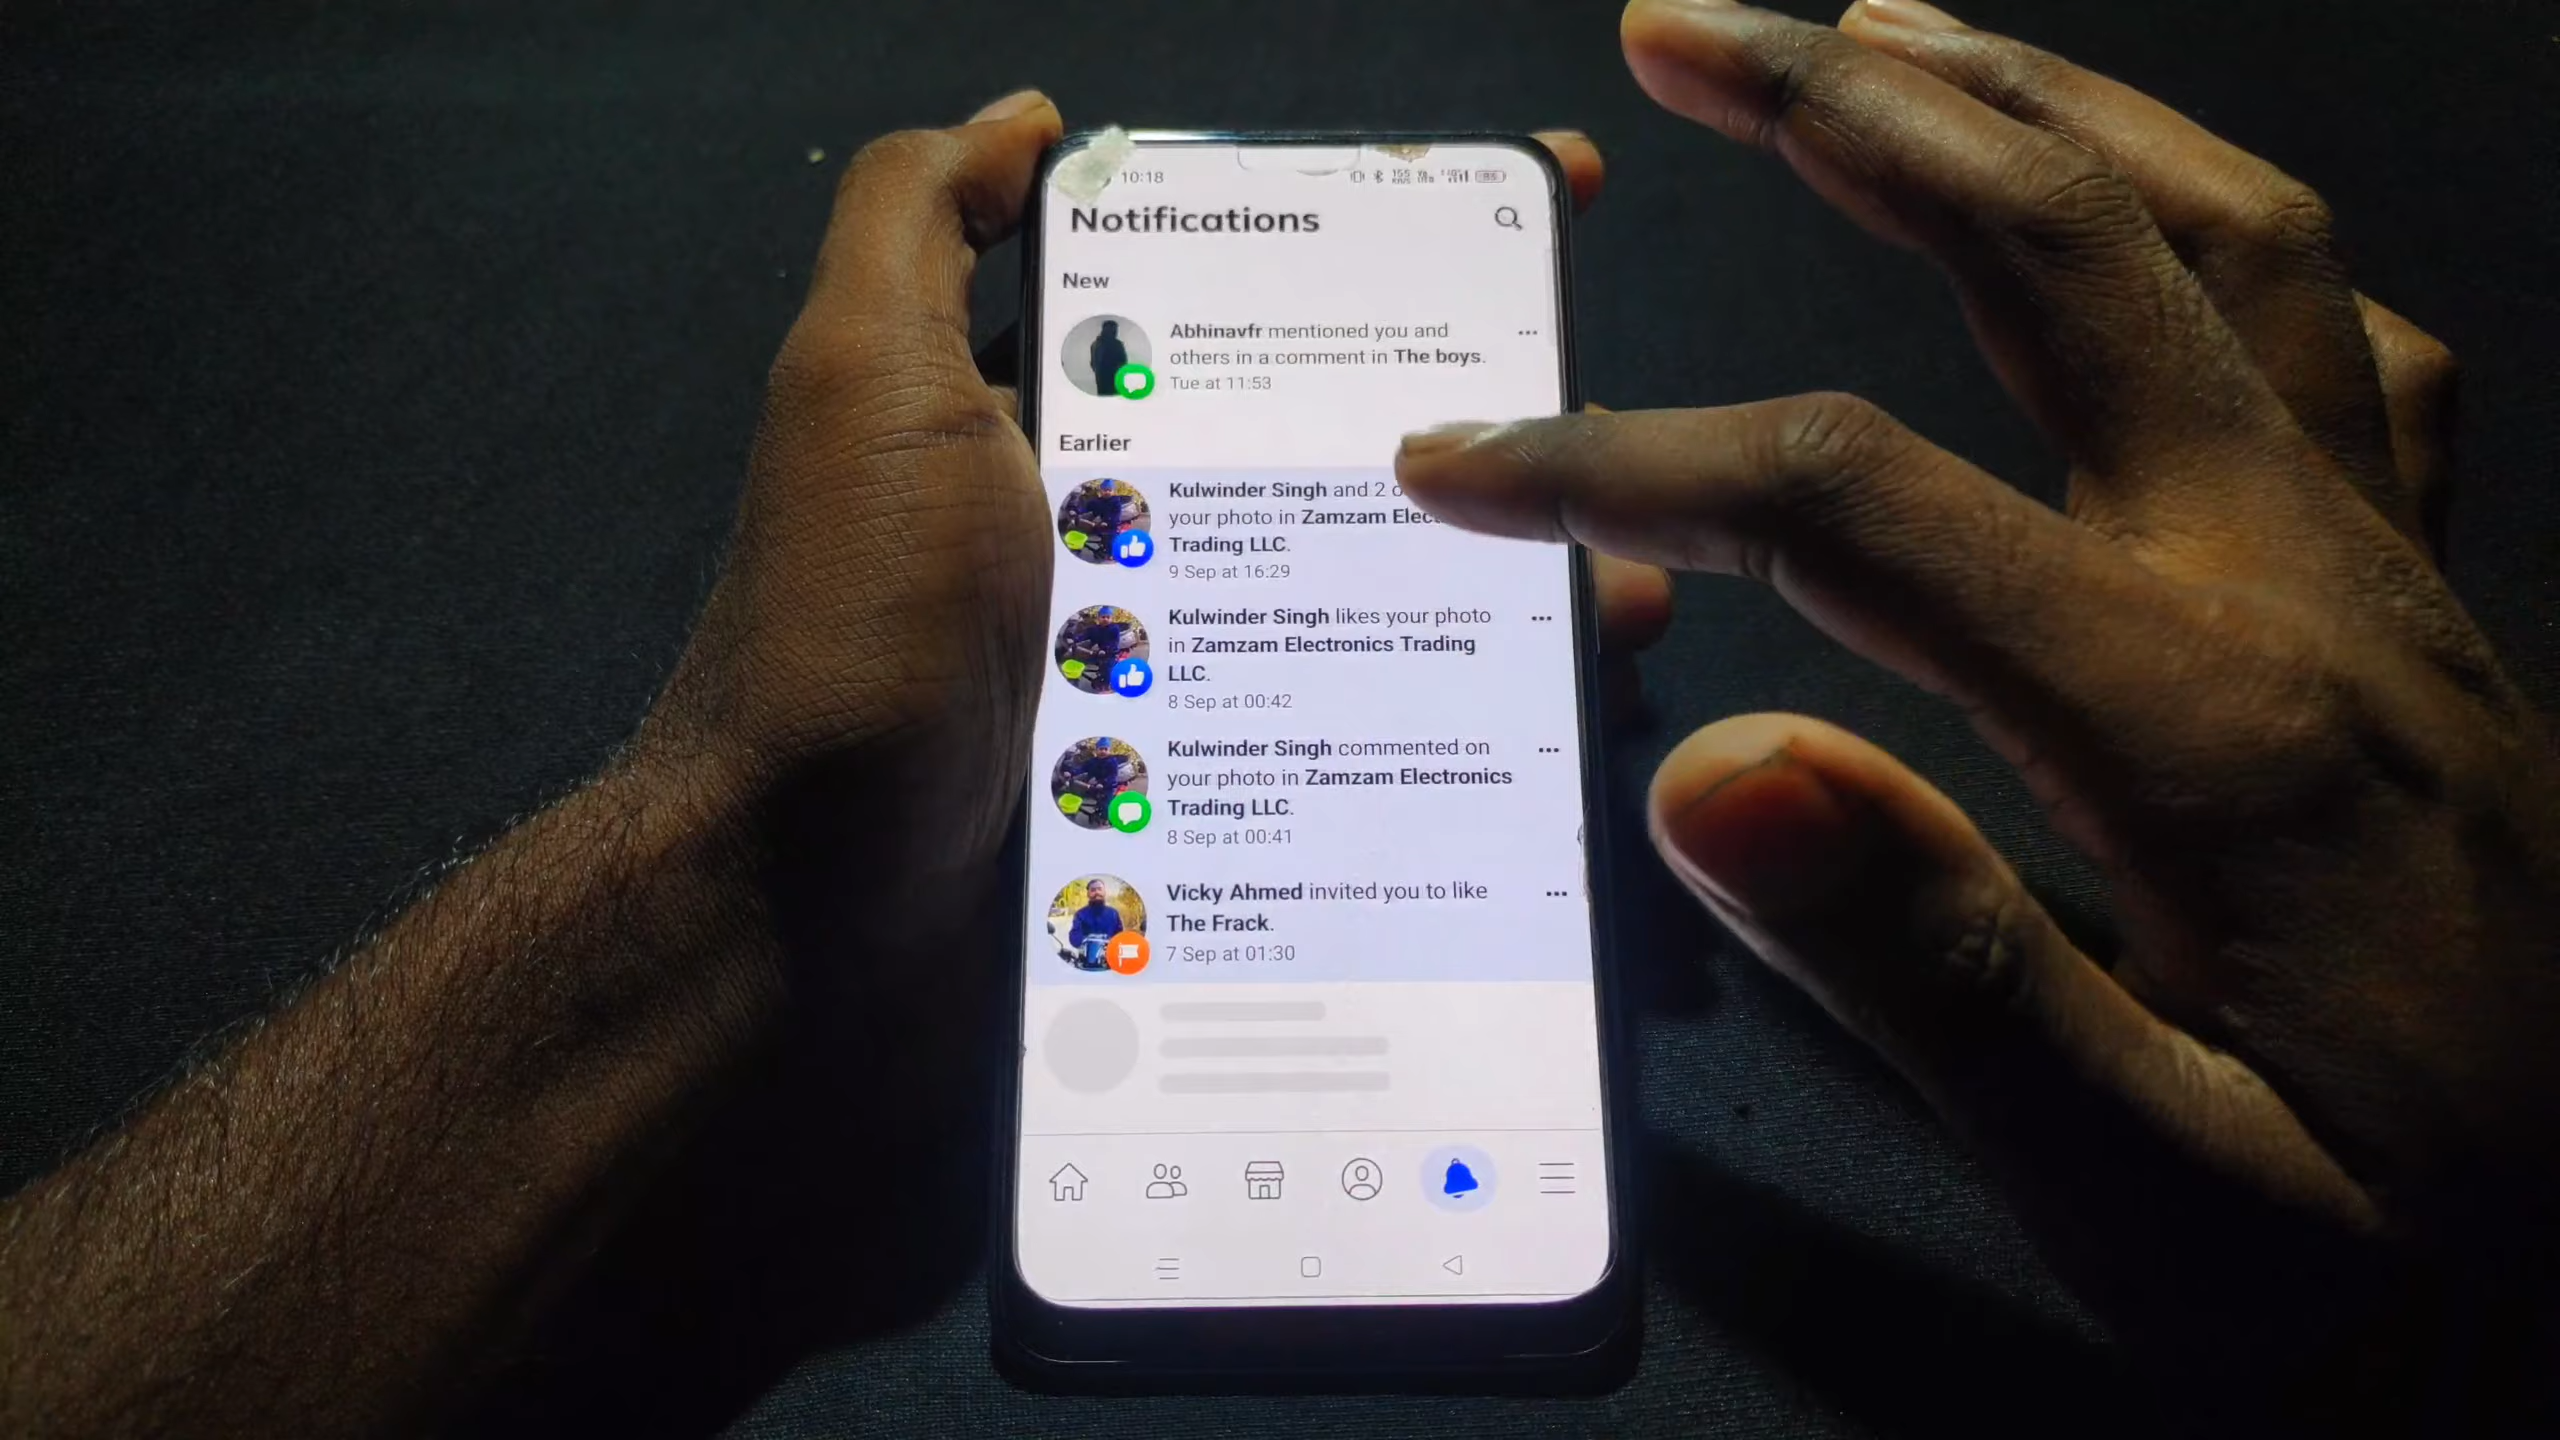 10:18
Notifications
New
Abhinavfr mentioned you and
others in a comment in The boys.
Tue at 11:53
Earlier
Kulwinder Singh and 2
your photo in Zamzam
Trading LLC.
9 Sep at 16:29
Kulwinder Singh likes your photo
in Zamzam Electronics Trading
LLC.
8 Sep at 00:42
Kulwinder Singh commented on
your photo in Zamzam Electronics
Trading LLC.
8 Sep at 00:41
Vicky Ahmed invited you to like
The Frack.
7 Sep at 01:30